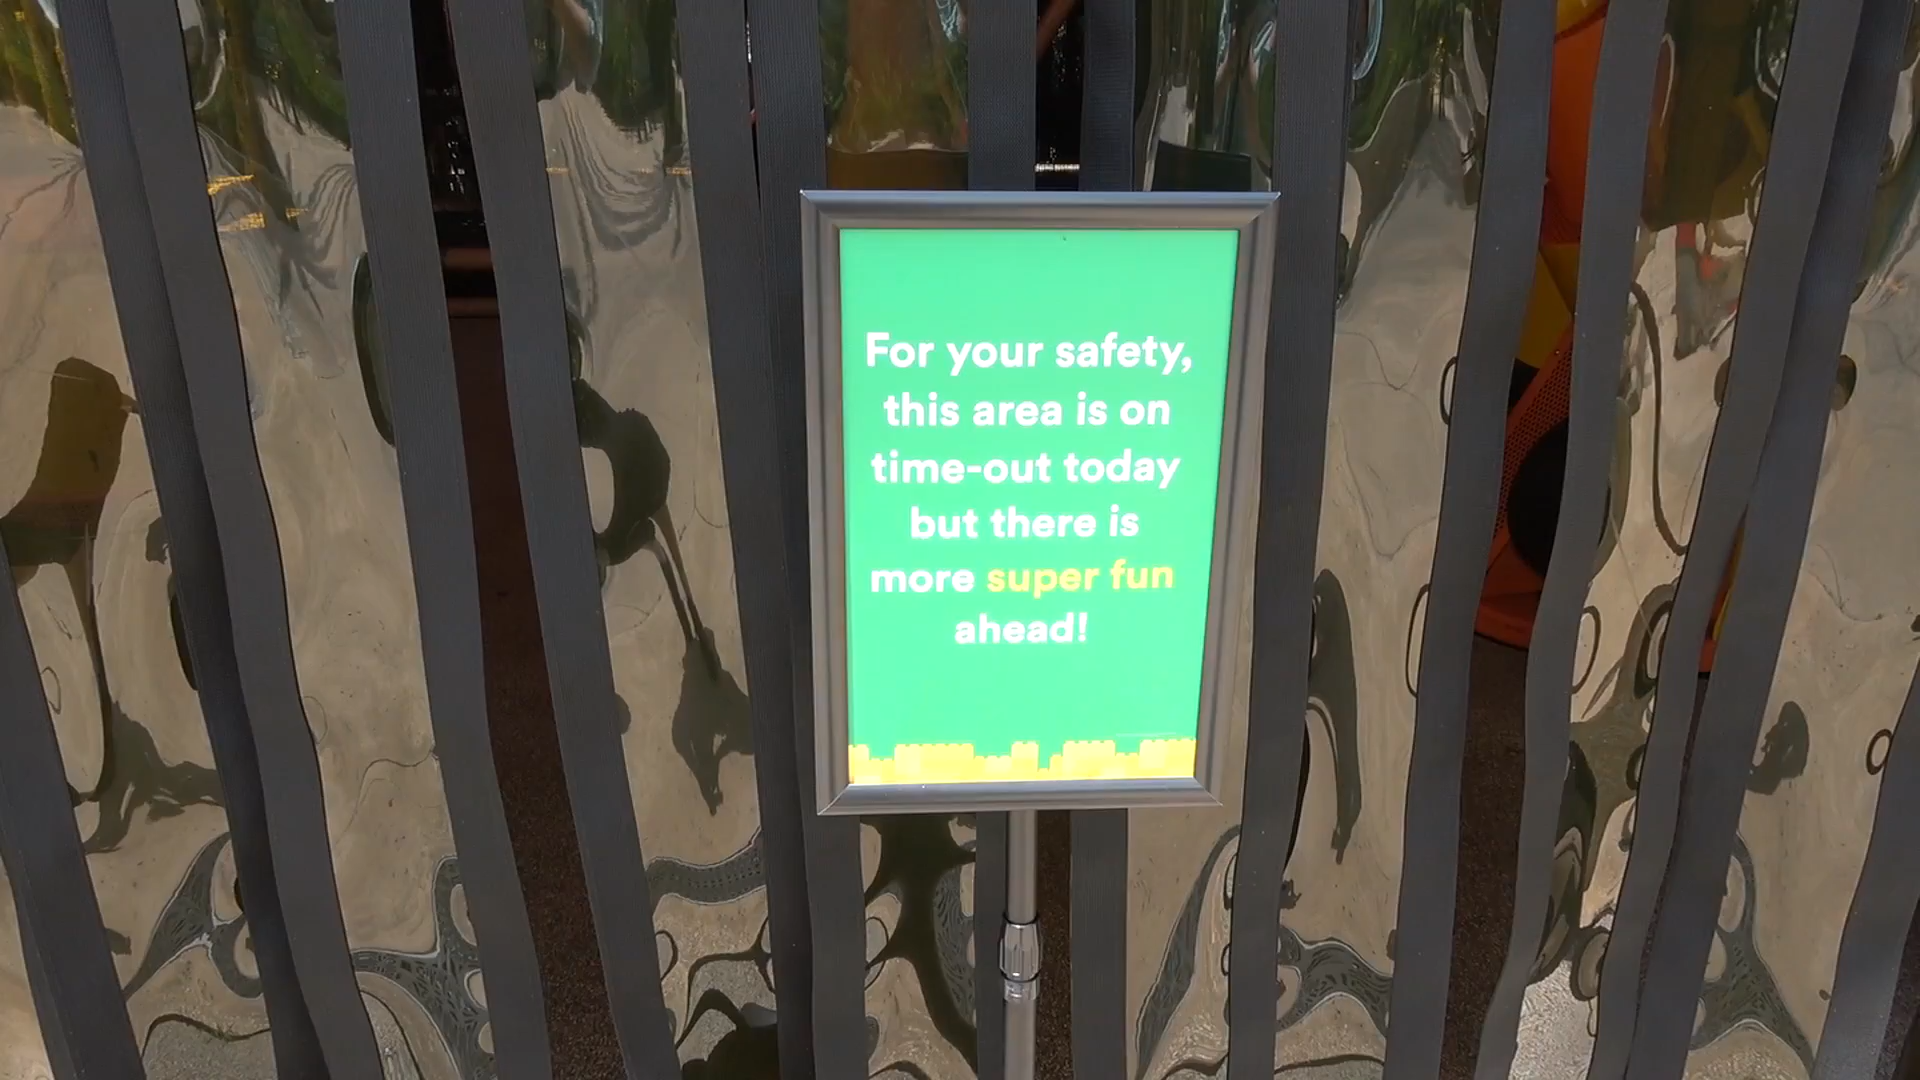 For your safety,
this area is on
time-out today
but there is
more super fun
ahead!